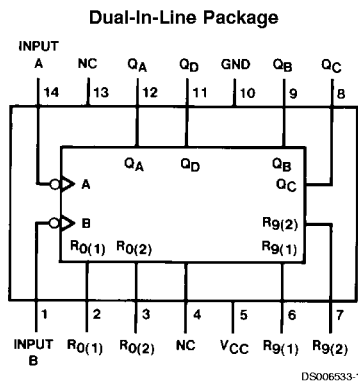 Dual-In-Line Package
INPUT
A NC QA QD GND QB QC
14 13 12 11 10 9 8
QA QD QB
QC
A
B R9(2)
R0(1) R0(2) R9(1)
1 2 3 4 5 6 7
INPUT R0(1) R0(2) NC VCC R9(1) R9(2)
B
DS006533-1